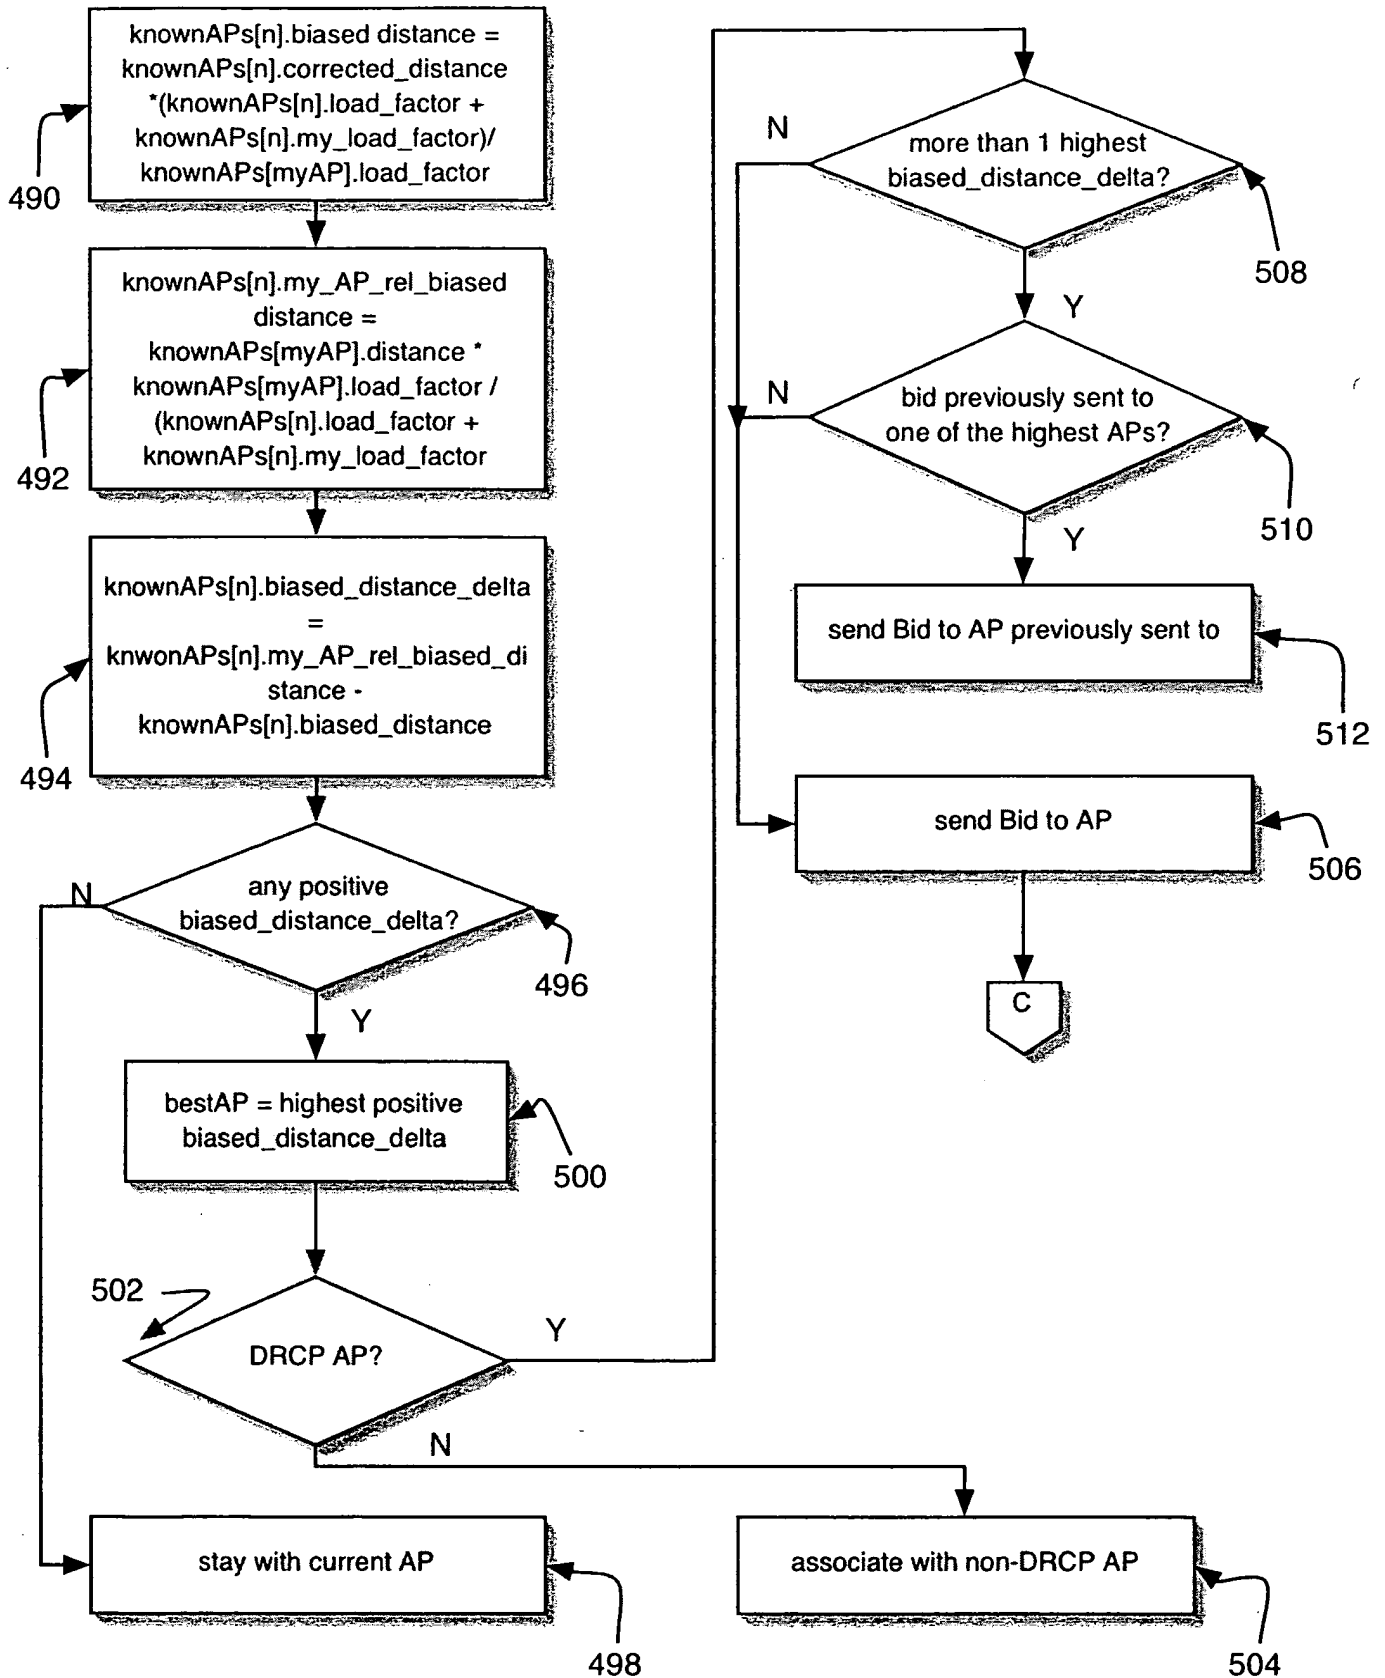 knownAPs[n].biased distance =
knownAPs[n].corrected_distance
*(knownAPs[n].load_factor +
knownAPs[n].my_load_factor)/
knownAPs[myAP].load_factor
490
knownAPs[n].my_AP_rel_biased
distance =
knownAPs[myAP].distance *
knownAPs[myAP].load_factor /
(knownAPs[n].load_factor +
knownAPs[n].my_load_factor
492
knownAPs[n].biased_distance_delta
=
knwonAPs[n].my_AP_rel_biased_di
stance -
knownAPs[n].biased_distance
494
any positive
biased_distance_delta?
N
496
Y
bestAP = highest positive
biased_distance_delta
500
502
DRCP AP?
Y
N
stay with current AP
498
associate with non-DRCP AP
504
more than 1 highest
biased_distance_delta?
N
508
Y
bid previously sent to
one of the highest APs?
N
510
Y
send Bid to AP previously sent to
512
send Bid to AP
506
C